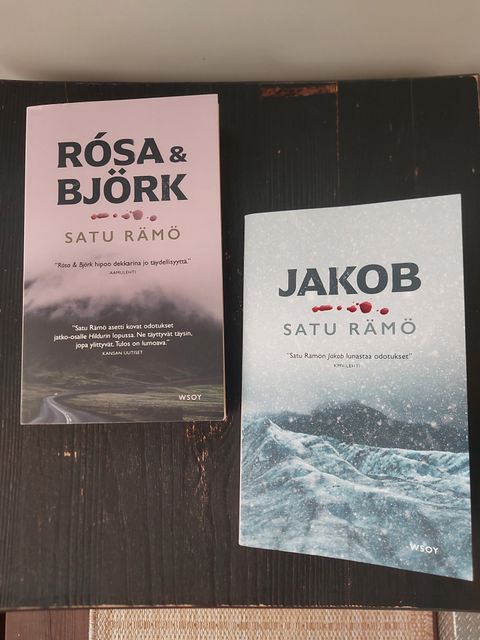 RÓSA &
BJÖRK
SATU RÄMÖ
"Rósa & Björk hipoo dekkarina jo täydellisyyttä."
AAMULEHTI
"Satu Rämö asetti kovat odotukset
jatko-osalle Hildurin lopussa. Ne täyttyvät täysin,
jopa ylittyvät. Tulos on lumoava."
KANSAN UUTISET
WSOY
JAKOB
SATU RÄMÖ
"Satu Rämön Jakob lunastaa odotukset"
KMV-LEHTI
WSOY